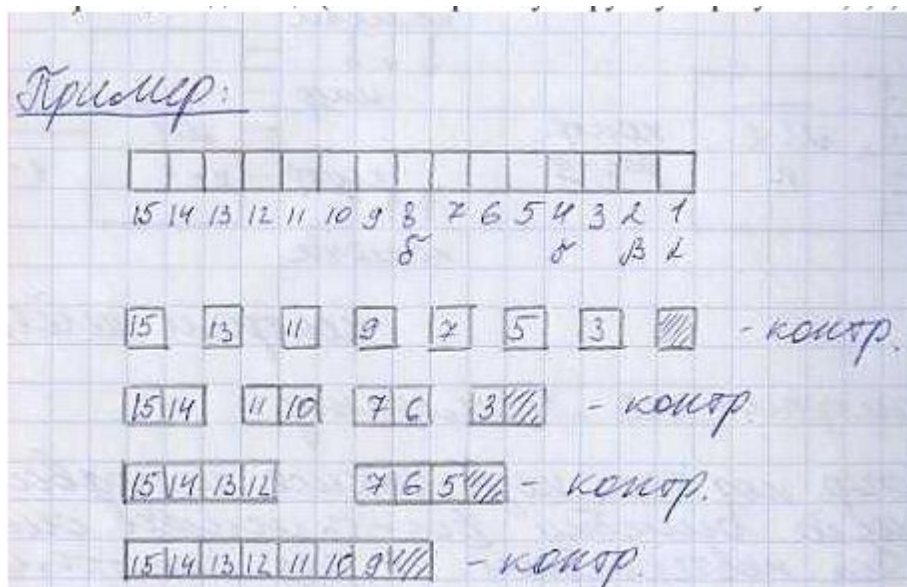 Пример:
15 14 13 12 11 10 9 8 7 6 5 4 3 2 1
δ γ β α
15 13 11 9 7 5 3 - контр.
15 14 11 10 7 6 3 - контр.
15 14 13 12 7 6 5 - контр.
15 14 13 12 11 10 9 - контр.